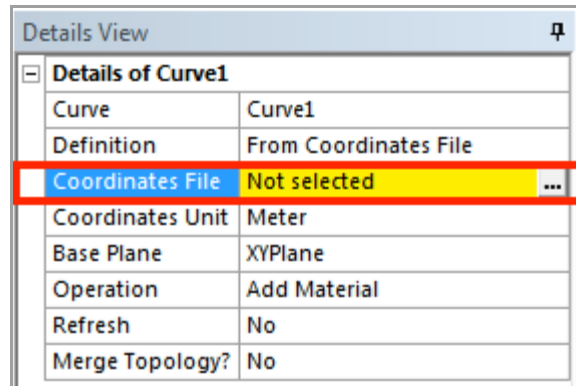 Details View
Details of Curve1
Curve Curve1
Definition From Coordinates File
Coordinates File Not selected ...
Coordinates Unit Meter
Base Plane XYPlane
Operation Add Material
Refresh No
Merge Topology? No